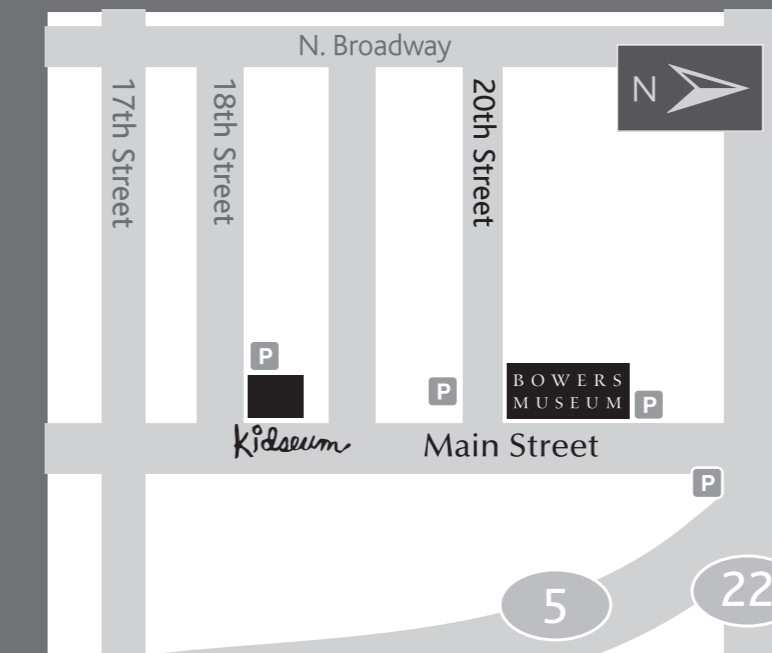 N. Broadway
N
17th Street
18th Street
20th Street
P
P
BOWERS
MUSEUM
P
Kidseum
Main Street
P
5
22